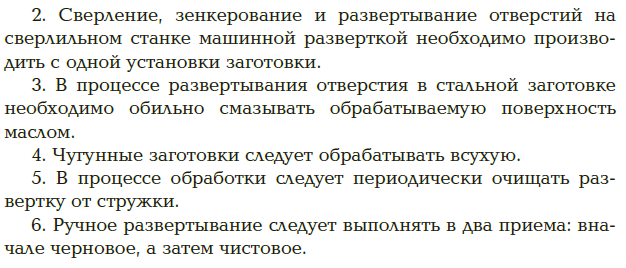 2. Сверление, зенкерование и развертывание отверстий на
сверлильном станке машинной разверткой необходимо произво-
дить с одной установки заготовки.
3. В процессе развертывания отверстия в стальной заготовке
необходимо обильно смазывать обрабатываемую поверхность
маслом.
4. Чугунные заготовки следует обрабатывать всухую.
5. В процессе обработки следует периодически очищать раз-
вертку от стружки.
6. Ручное развертывание следует выполнять в два приема: вна-
чале черновое, а затем чистовое.